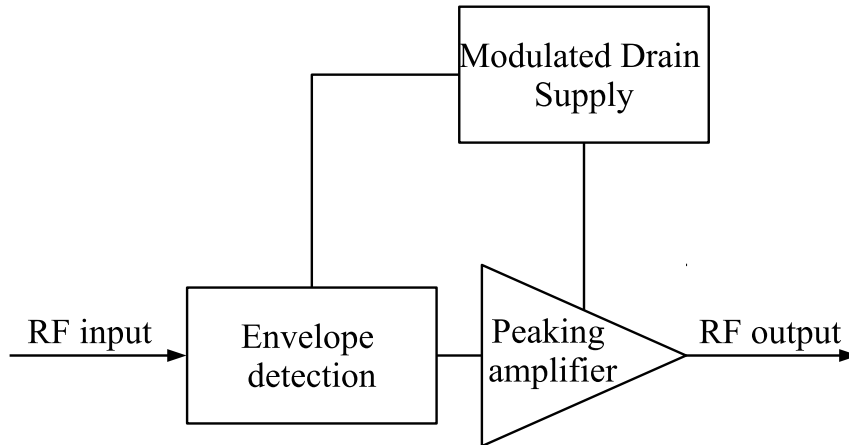 Modulated Drain
Supply
RF input
Envelope
detection
Peaking
amplifier
RF output